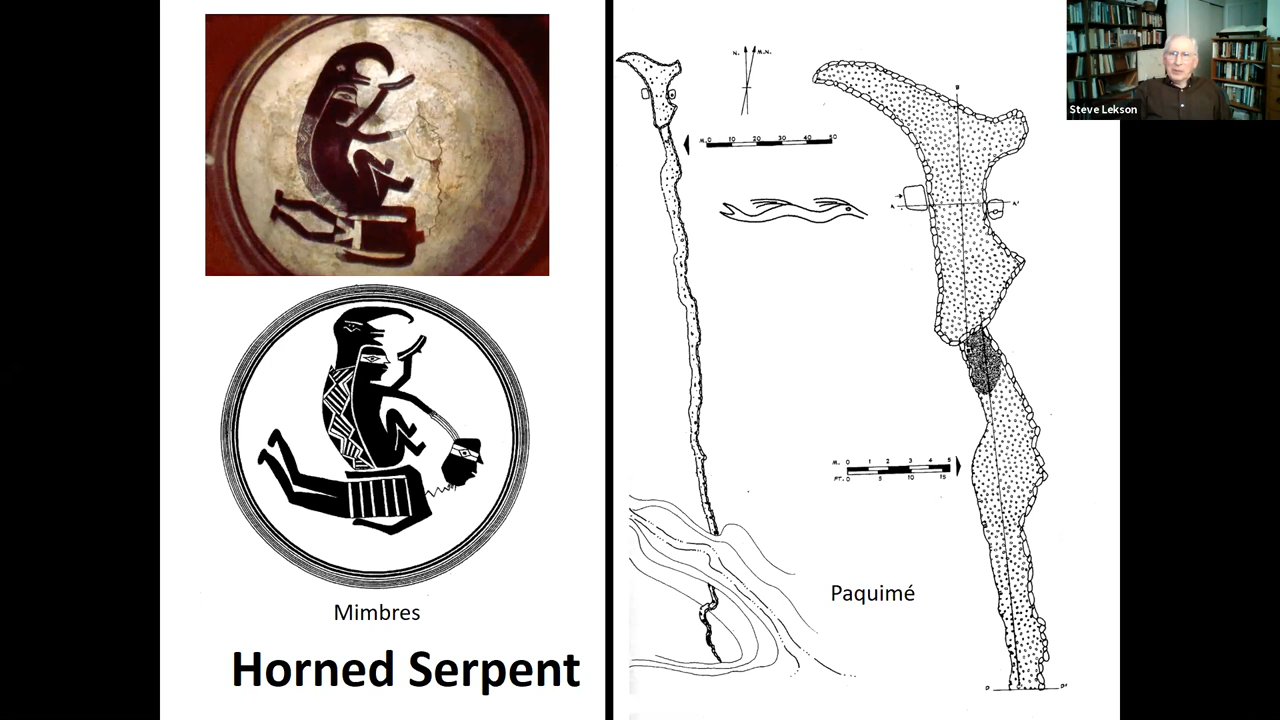 Steve Lekson
Mimbres
Horned Serpent
N. M.N.
M. 0 10 20 30 40 50
B
A A'
M. 0 1 2 3 4 5
FT. 0 5 10 15
Paquimé
D D'